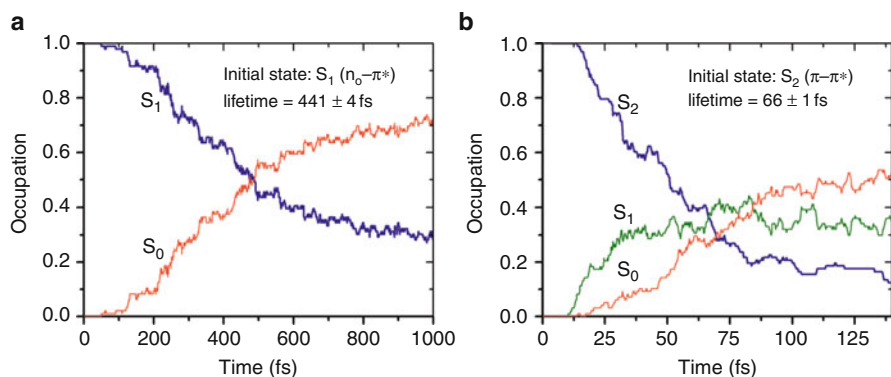 a
Initial state: S₁ (nₒ–π*)
lifetime = 441 ± 4 fs
S₁
S₀
Occupation
1.0
0.8
0.6
0.4
0.2
0.0
0 200 400 600 800 1000
Time (fs)
b
Initial state: S₂ (π–π*)
lifetime = 66 ± 1 fs
S₂
S₁
S₀
Occupation
1.0
0.8
0.6
0.4
0.2
0.0
0 25 50 75 100 125
Time (fs)